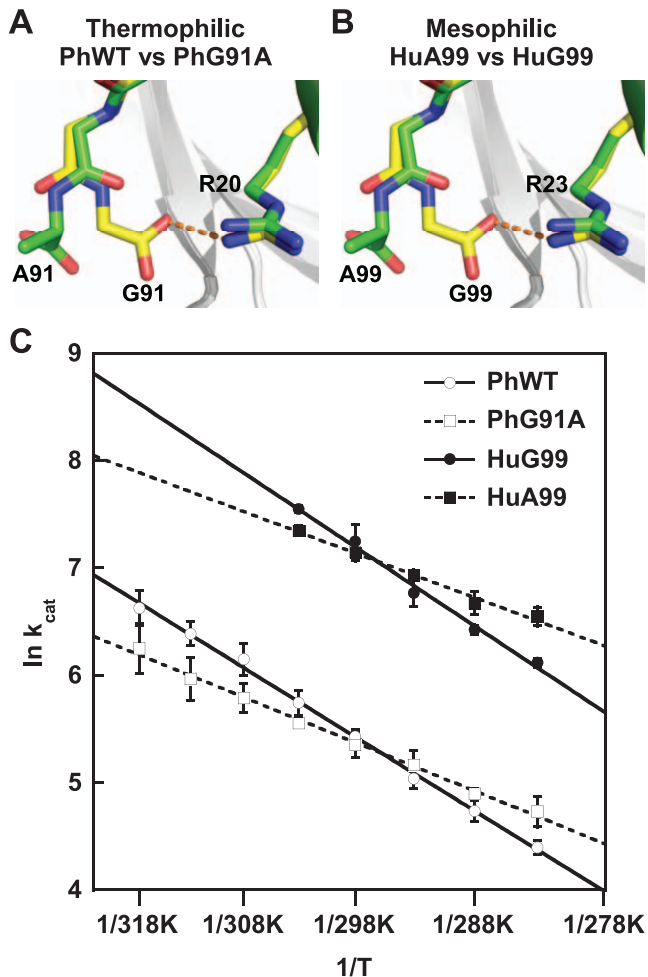 A
Thermophilic
PhWT vs PhG91A
B
Mesophilic
HuA99 vs HuG99
R20
A91
G91
R23
A99
G99
C
9
8
7
6
5
4
ln k_cat
PhWT
PhG91A
HuG99
HuA99
1/318K
1/308K
1/298K
1/288K
1/278K
1/T